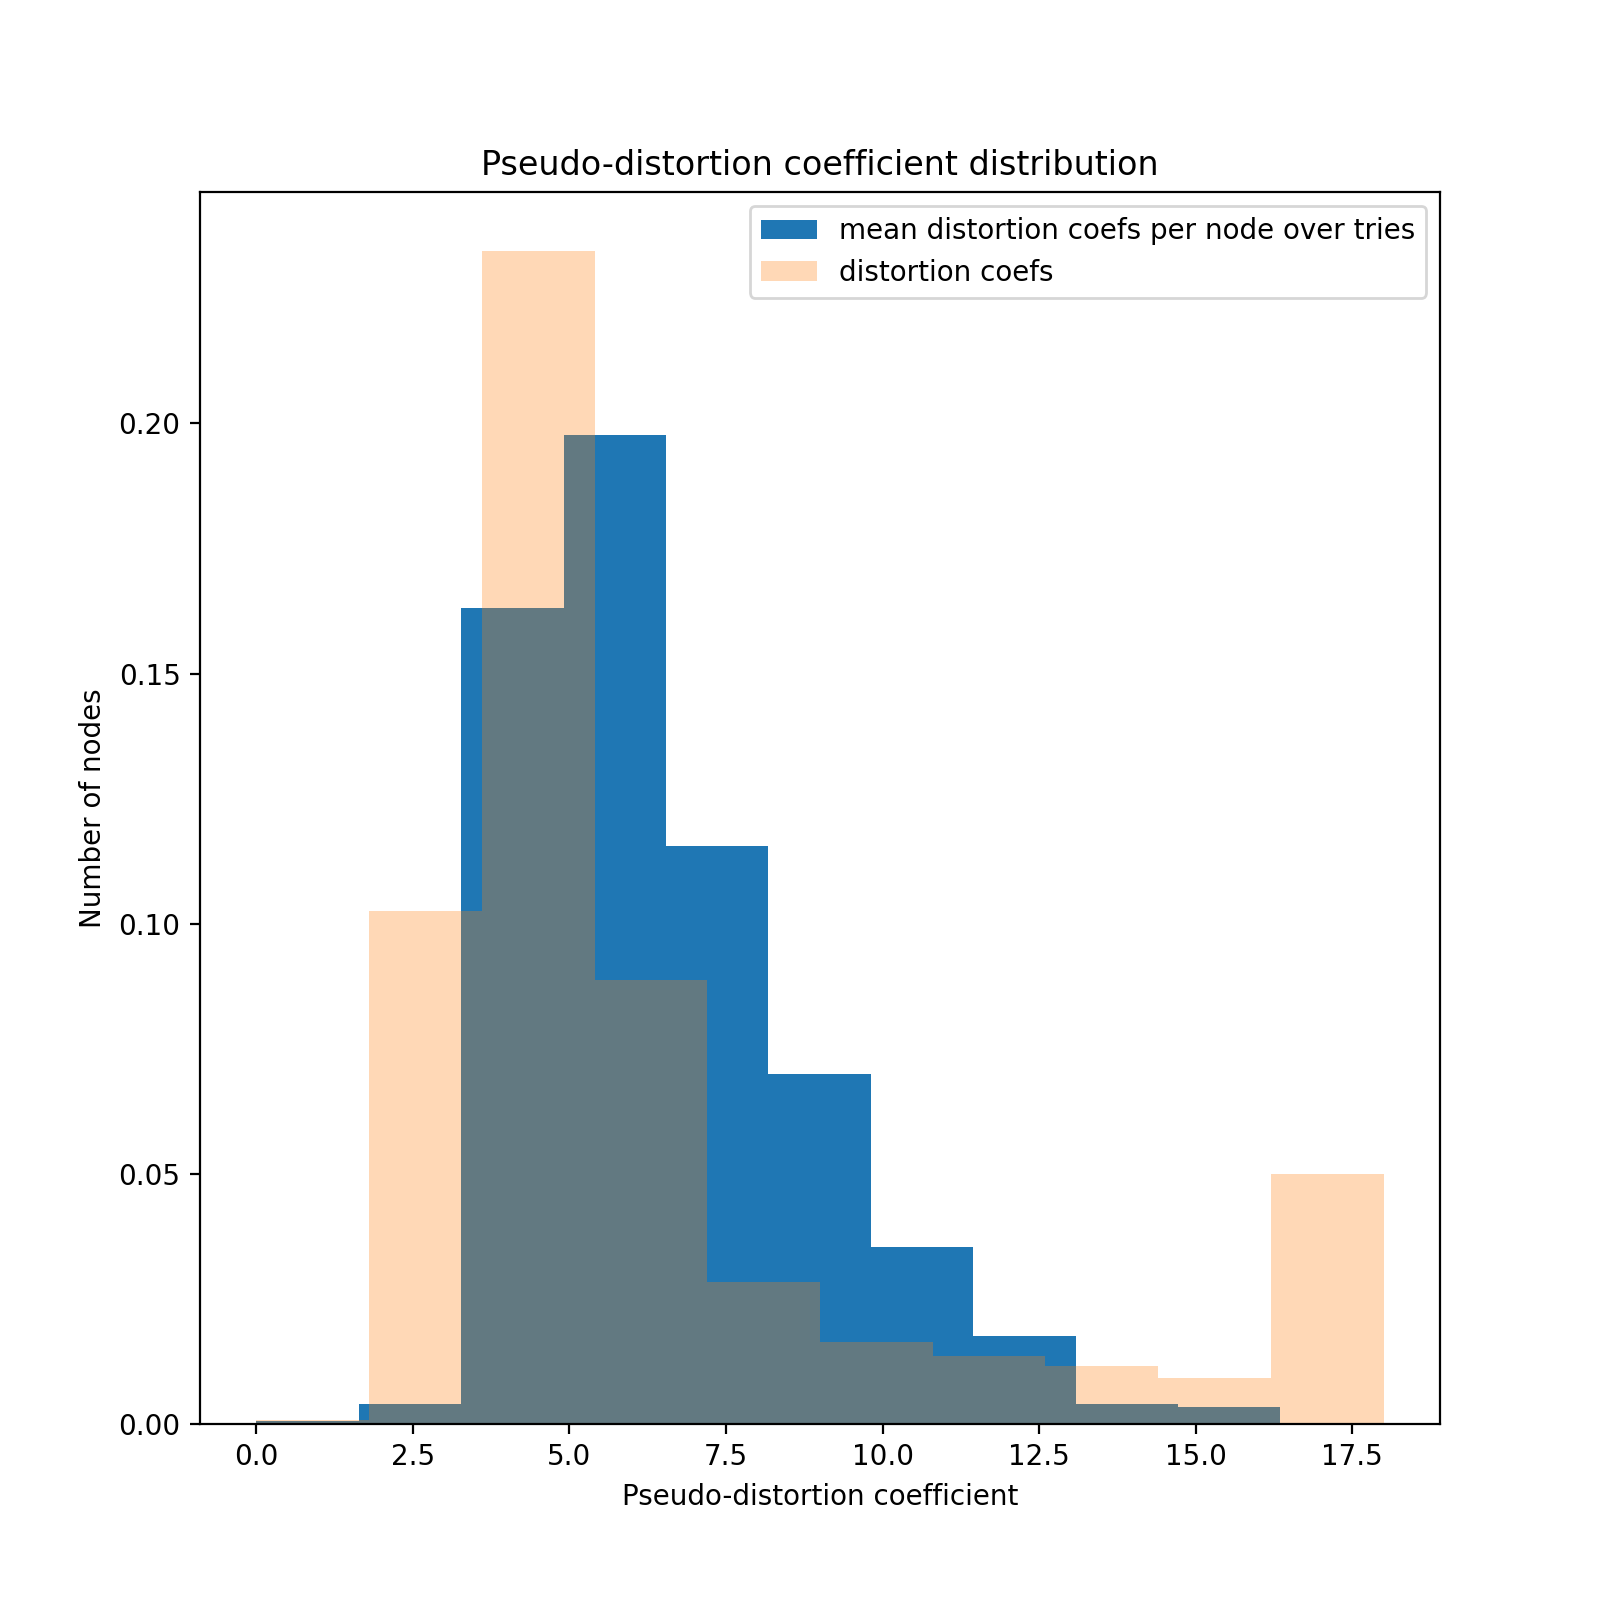 Pseudo-distortion coefficient distribution
mean distortion coefs per node over tries
distortion coefs
0.20
0.15
0.10
0.05
0.00
Number of nodes
0.0 2.5 5.0 7.5 10.0 12.5 15.0 17.5
Pseudo-distortion coefficient